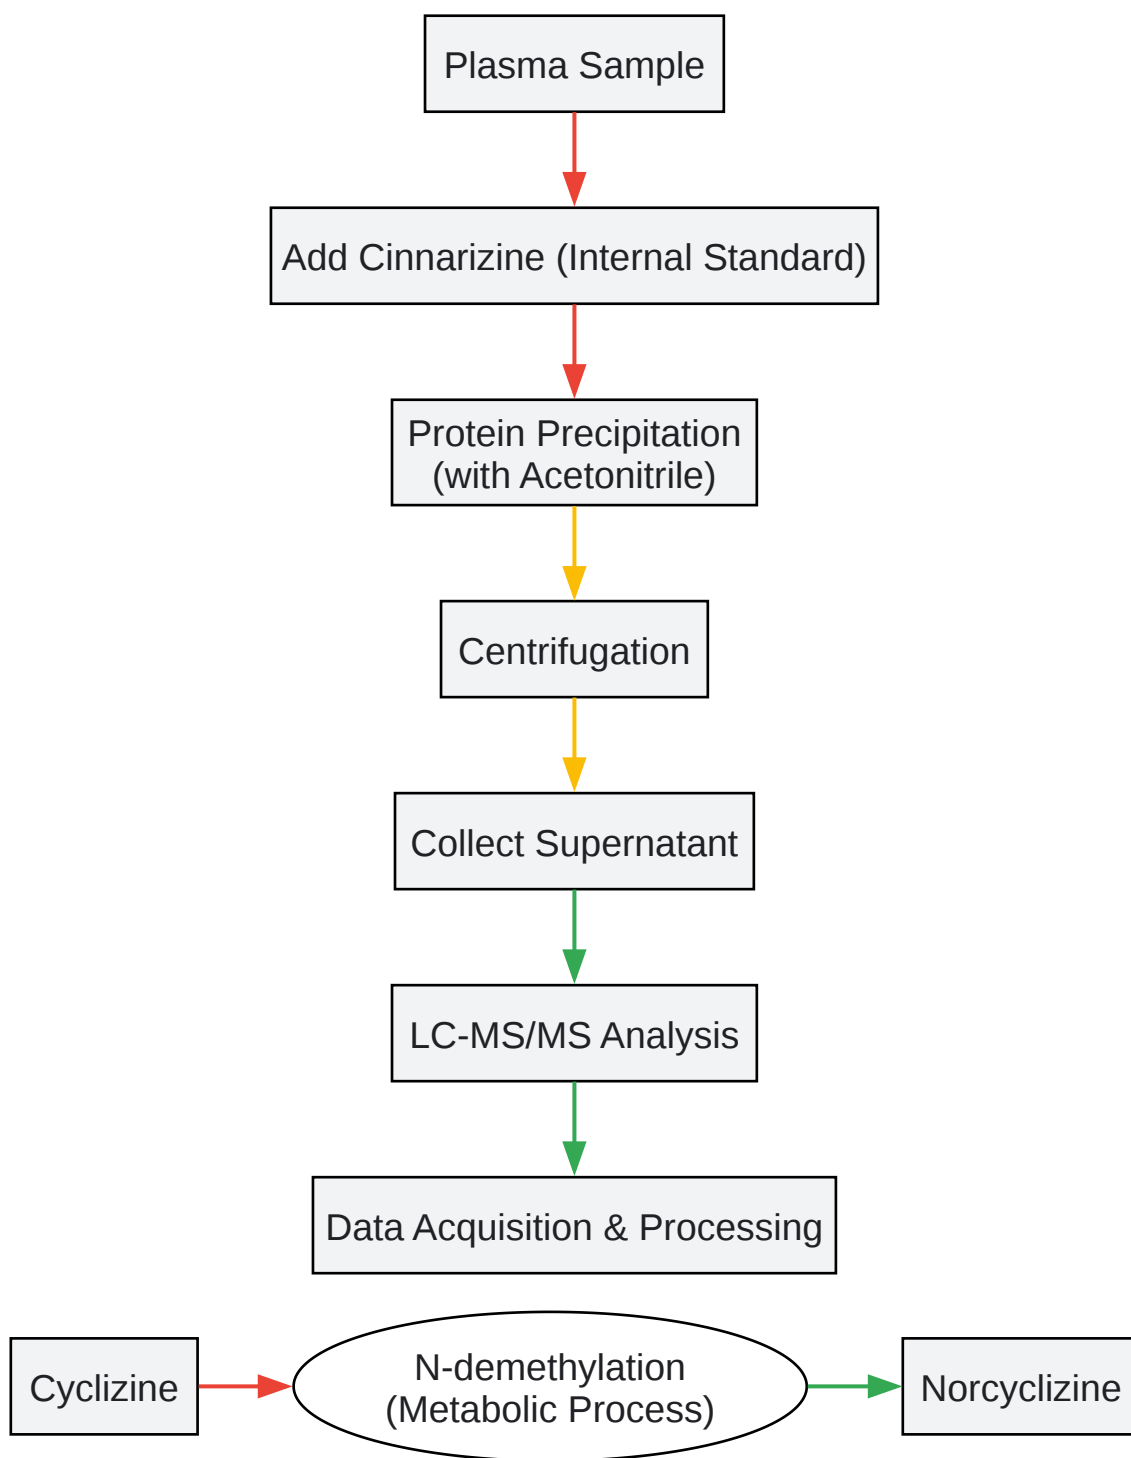 Plasma Sample
Add Cinnarizine (Internal Standard)
Protein Precipitation
(with Acetonitrile)
Centrifugation
Collect Supernatant
LC-MS/MS Analysis
Data Acquisition & Processing
Cyclizine
N-demethylation
(Metabolic Process)
Norcyclizine